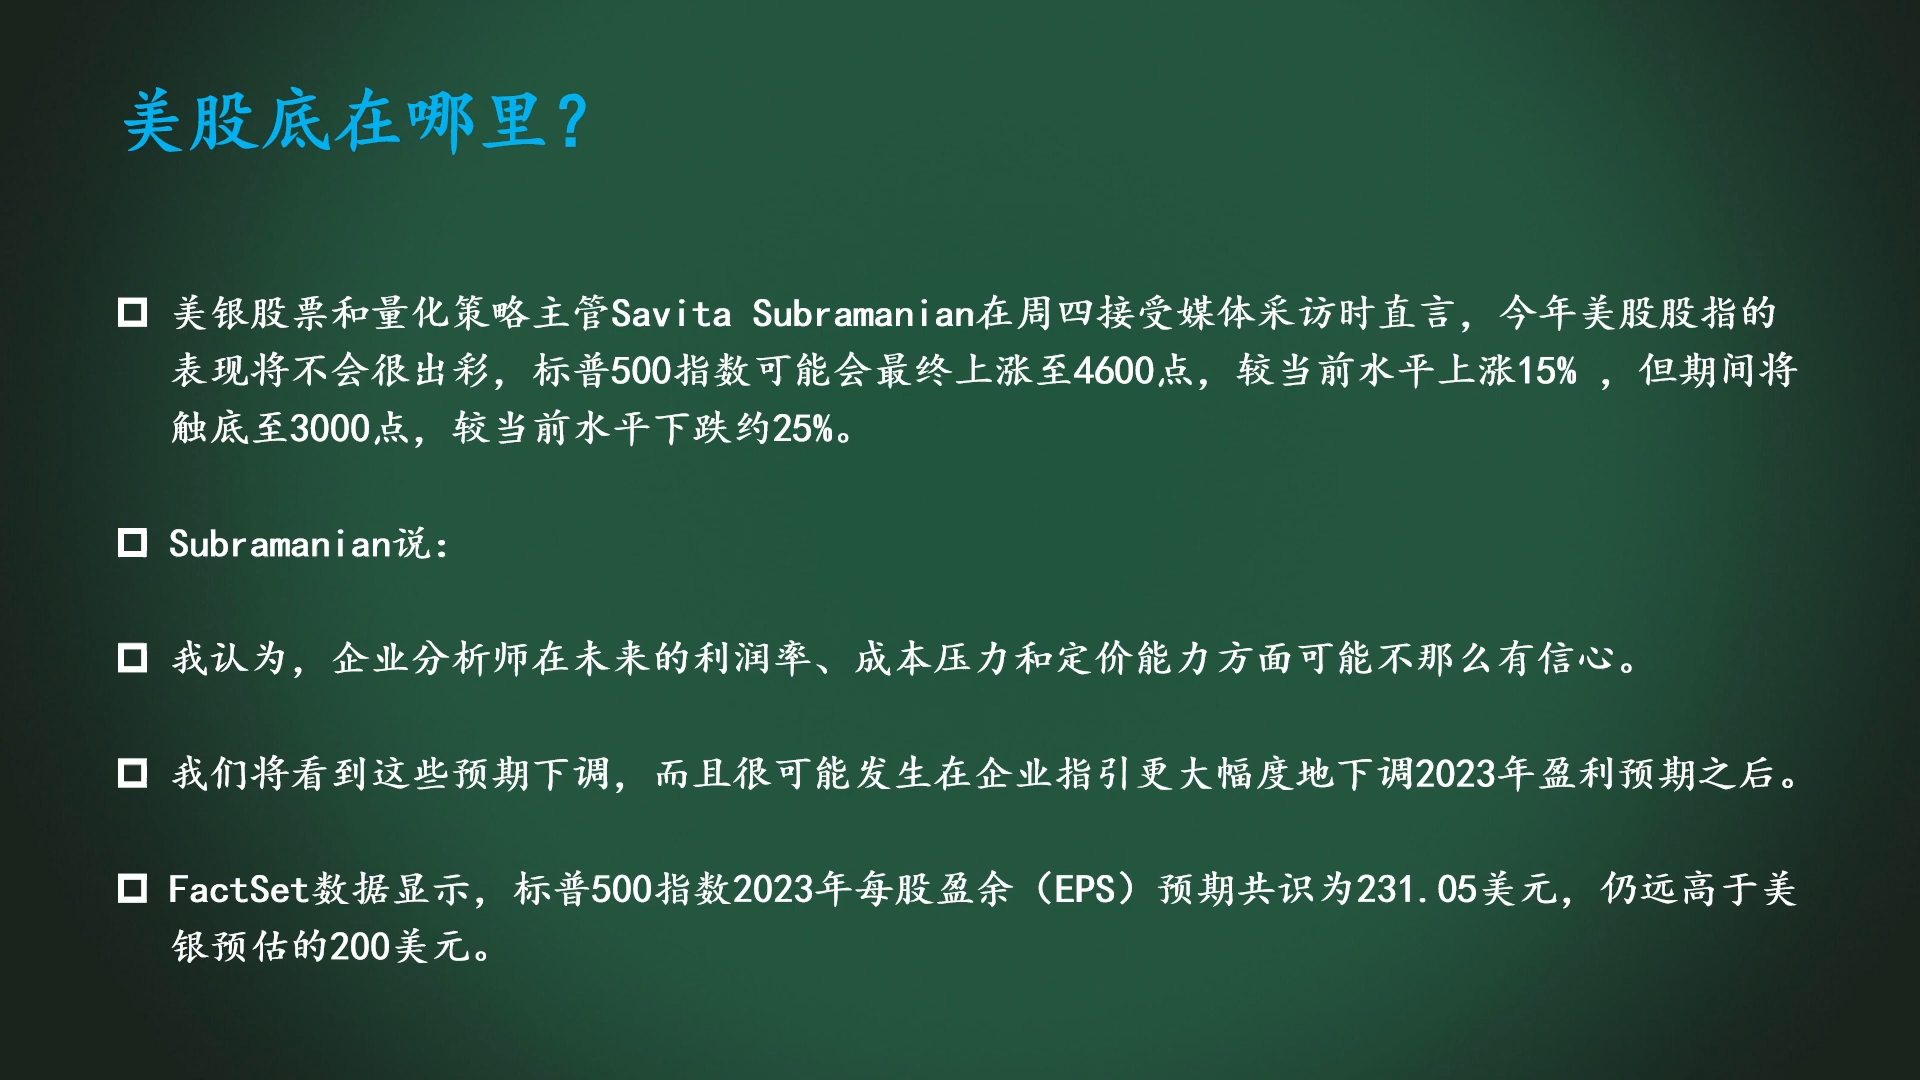 美股底在哪里？
美银股票和量化策略主管Savita Subramanian在周四接受媒体采访时直言，今年美股股指的
表现将不会很出彩，标普500指数可能会最终上涨至4600点，较当前水平上涨15% ，但期间将
触底至3000点，较当前水平下跌约25%。
Subramanian说：
我认为，企业分析师在未来的利润率、成本压力和定价能力方面可能不那么有信心。
我们将看到这些预期下调，而且很可能发生在企业指引更大幅度地下调2023年盈利预期之后。
FactSet数据显示，标普500指数2023年每股盈余（EPS）预期共识为231.05美元，仍远高于美
银预估的200美元。